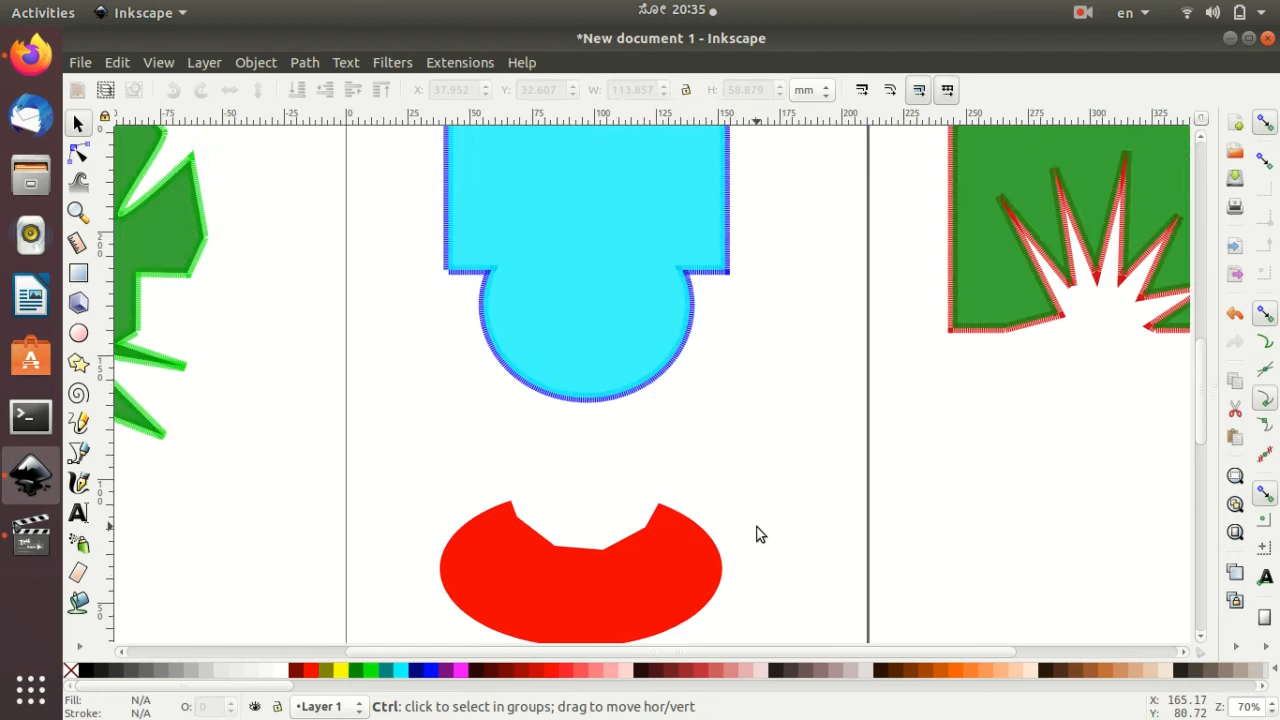 Activities
Inkscape
20:35
en
*New document 1 - Inkscape
File Edit View Layer Object Path Text Filters Extensions Help
X: 37.952 Y: 32.607 W: 113.857 H: 58.879 mm
-75 -50 -25 0 25 50 75 100 125 150 175 200 225 250 275 300 325
Fill: N/A
Stroke: N/A
O: 0
•Layer 1
Ctrl: click to select in groups; drag to move hor/vert
X: 165.17
Y: 80.72
Z: 70%